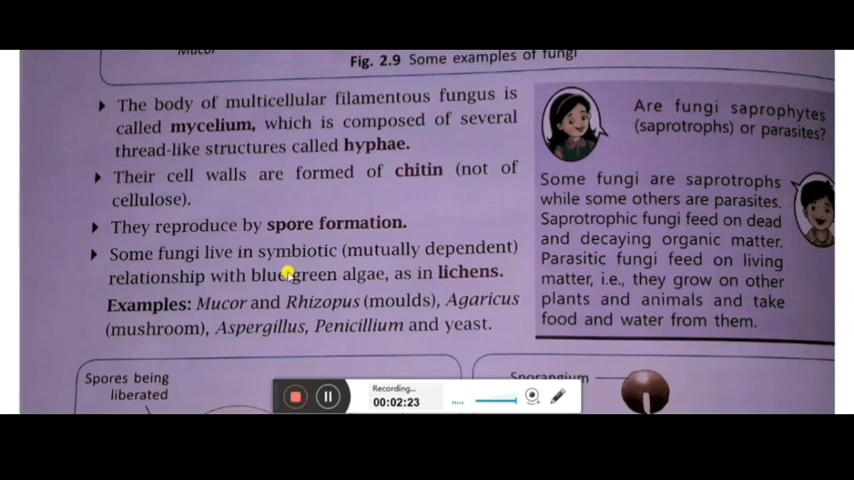 Mucor
Fig. 2.9 Some examples of fungi
▸ The body of multicellular filamentous fungus is
called mycelium, which is composed of several
thread-like structures called hyphae.
▸ Their cell walls are formed of chitin (not of
cellulose).
▸ They reproduce by spore formation.
▸ Some fungi live in symbiotic (mutually dependent)
relationship with blue green algae, as in lichens.
Examples: Mucor and Rhizopus (moulds), Agaricus
(mushroom), Aspergillus, Penicillium and yeast.
Are fungi saprophytes
(saprotrophs) or parasites?
Some fungi are saprotrophs
while some others are parasites.
Saprotrophic fungi feed on dead
and decaying organic matter.
Parasitic fungi feed on living
matter, i.e., they grow on other
plants and animals and take
food and water from them.
Spores being
liberated
Sporangium
Recording...
00:02:23